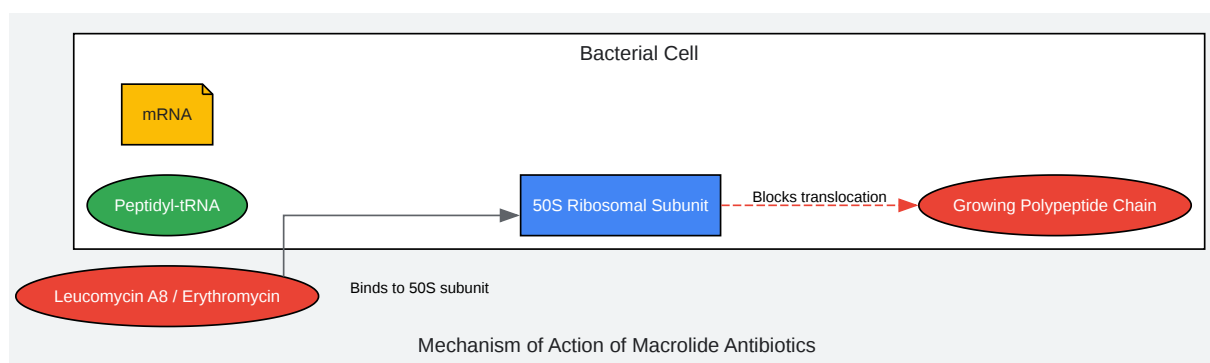 Bacterial Cell
mRNA
Peptidyl-tRNA
50S Ribosomal Subunit
Blocks translocation
Growing Polypeptide Chain
Leucomycin A8 / Erythromycin
Binds to 50S subunit
Mechanism of Action of Macrolide Antibiotics